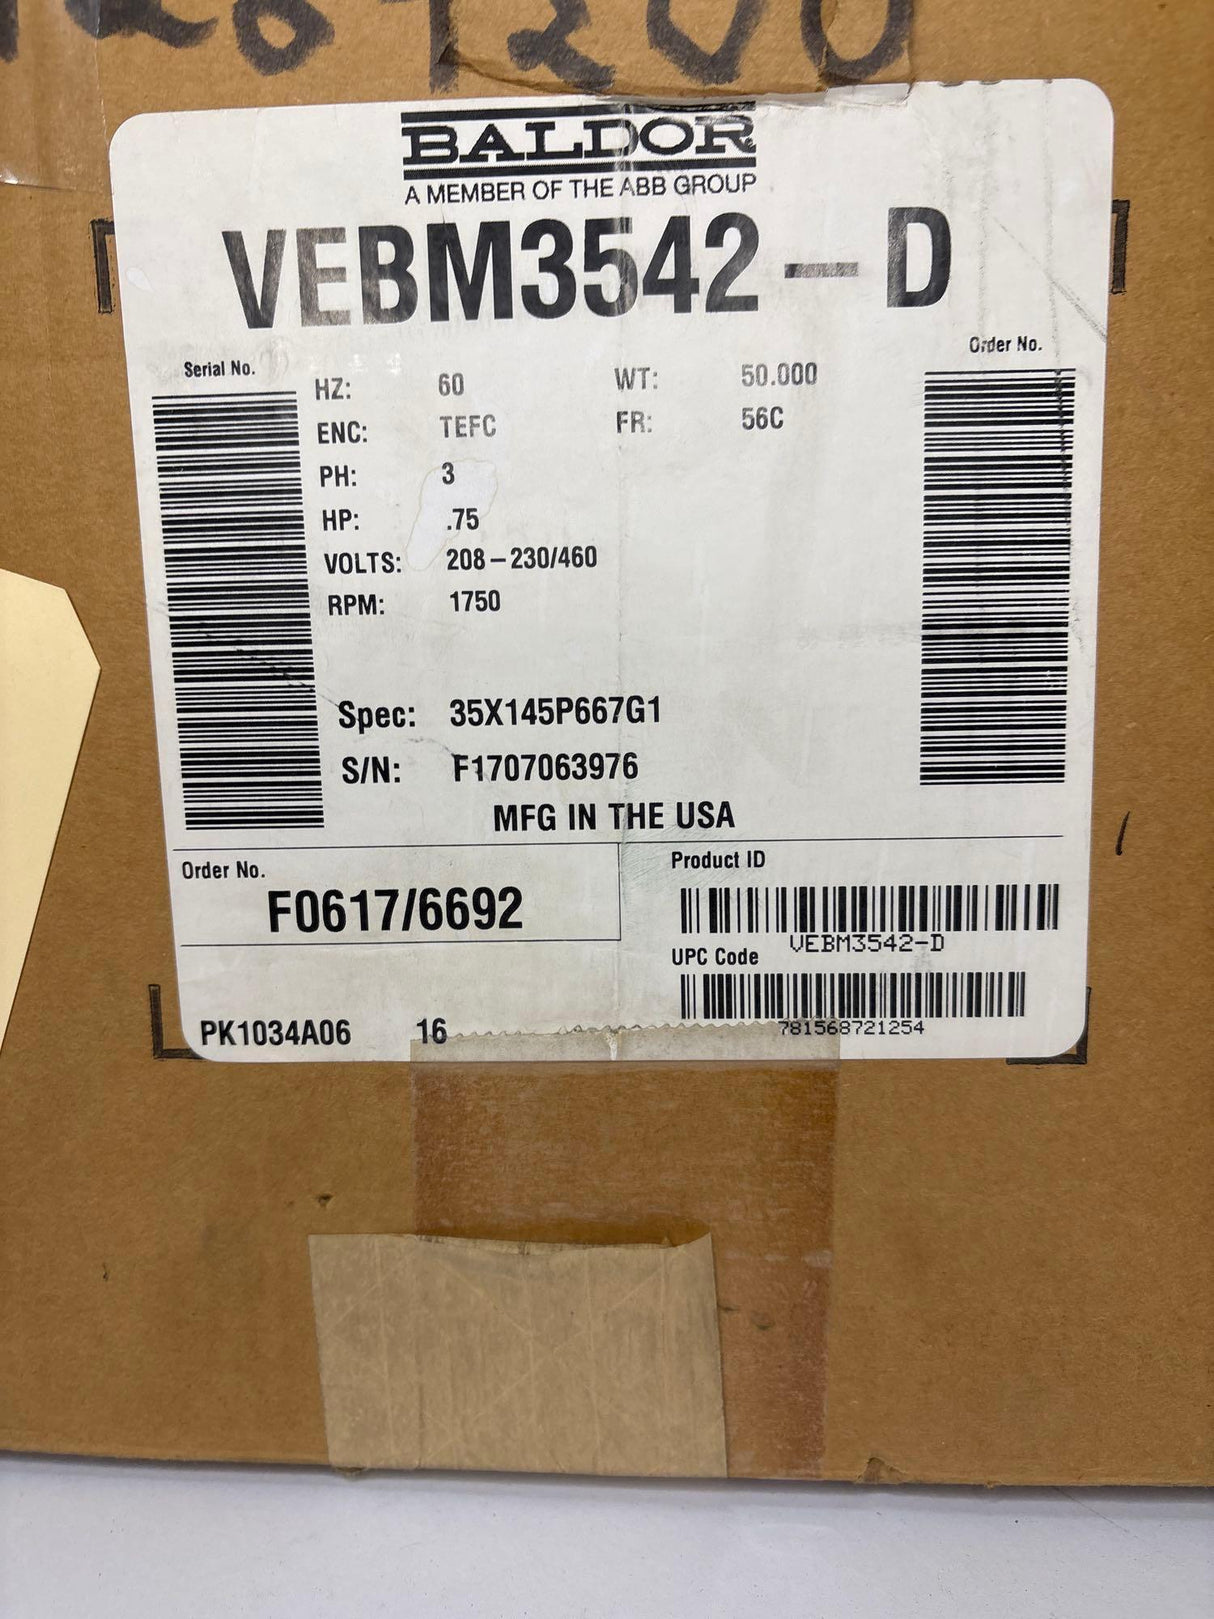 BALDOR
A MEMBER OF THE ABB GROUP
VEBM3542-D
Serial No.
Order No.
HZ: 60 WT: 50.000
ENC: TEFC FR: 56C
PH: 3
HP: .75
VOLTS: 208-230/460
RPM: 1750
Spec: 35X145P667G1
S/N: F1707063976
MFG IN THE USA
Order No.
F0617/6692
Product ID
VEBM3542-D
UPC Code
781568721254
PK1034A06 16